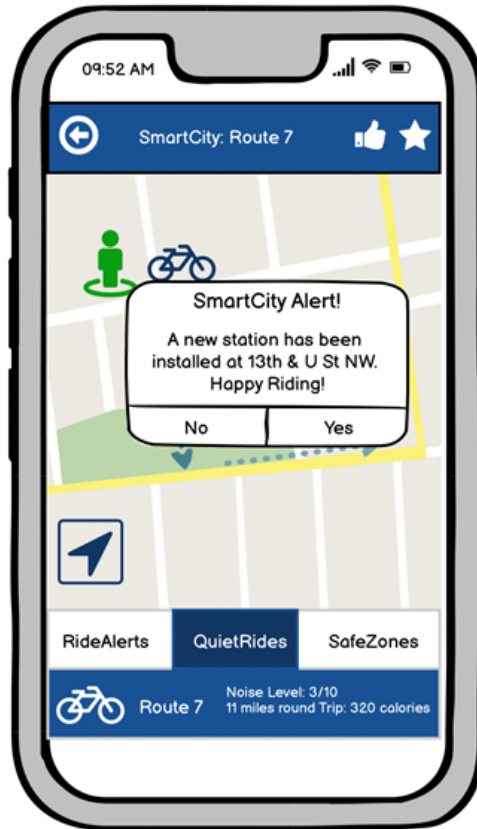 09:52 AM
SmartCity: Route 7
SmartCity Alert!
A new station has been
installed at 13th & U St NW.
Happy Riding!
No Yes
RideAlerts QuietRides SafeZones
Route 7
Noise Level: 3/10
11 miles round Trip: 320 calories